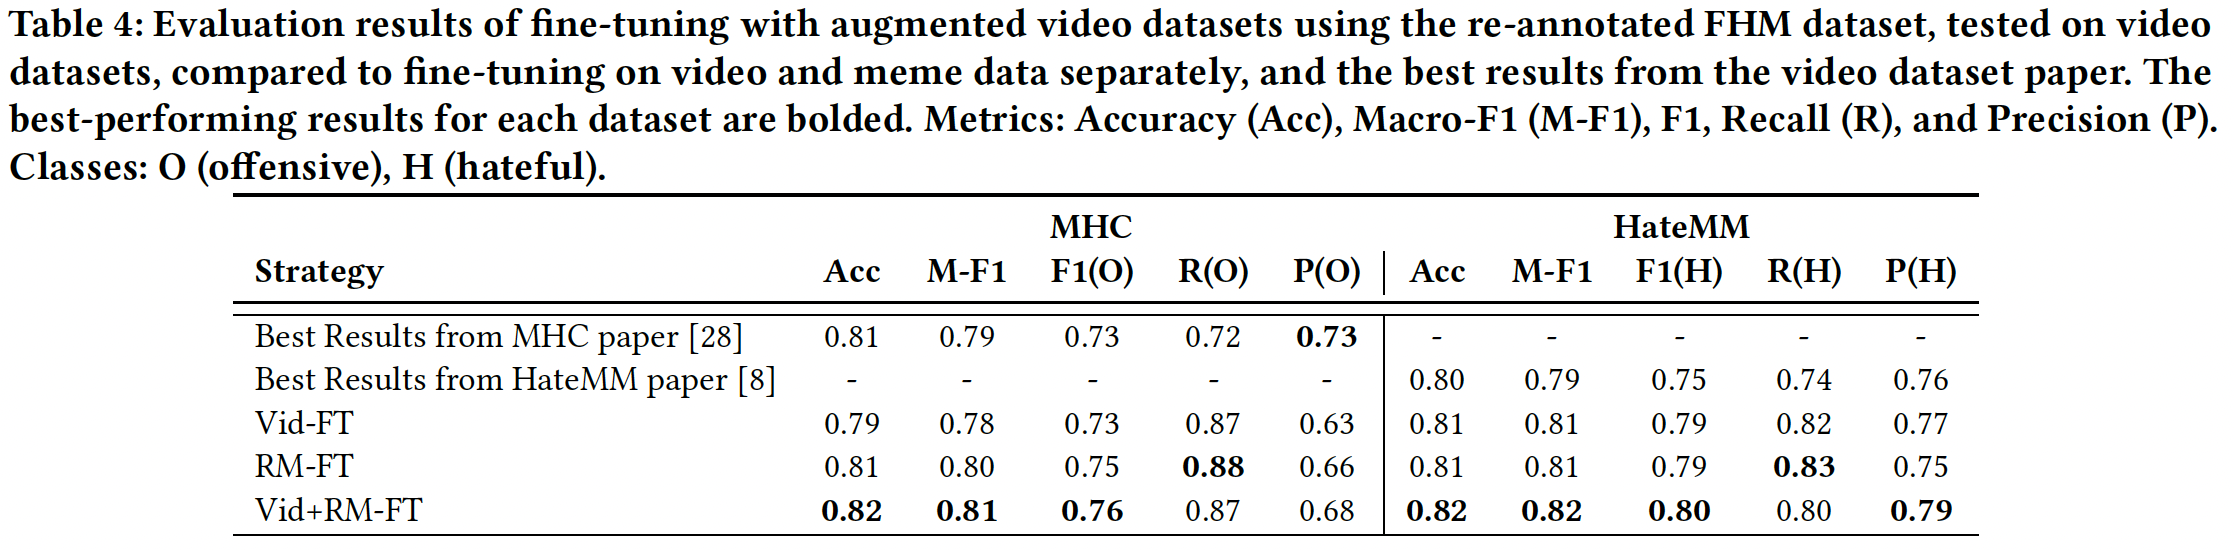 Table 4: Evaluation results of fine-tuning with augmented video datasets using the re-annotated FHM dataset, tested on video
datasets, compared to fine-tuning on video and meme data separately, and the best results from the video dataset paper. The
best-performing results for each dataset are bolded. Metrics: Accuracy (Acc), Macro-F1 (M-F1), F1, Recall (R), and Precision (P).
Classes: O (offensive), H (hateful).
MHC HateMM
Strategy Acc M-F1 F1(O) R(O) P(O) Acc M-F1 F1(H) R(H) P(H)
Best Results from MHC paper [28] 0.81 0.79 0.73 0.72 0.73 - - - - -
Best Results from HateMM paper [8] - - - - - 0.80 0.79 0.75 0.74 0.76
Vid-FT 0.79 0.78 0.73 0.87 0.63 0.81 0.81 0.79 0.82 0.77
RM-FT 0.81 0.80 0.75 0.88 0.66 0.81 0.81 0.79 0.83 0.75
Vid+RM-FT 0.82 0.81 0.76 0.87 0.68 0.82 0.82 0.80 0.80 0.79